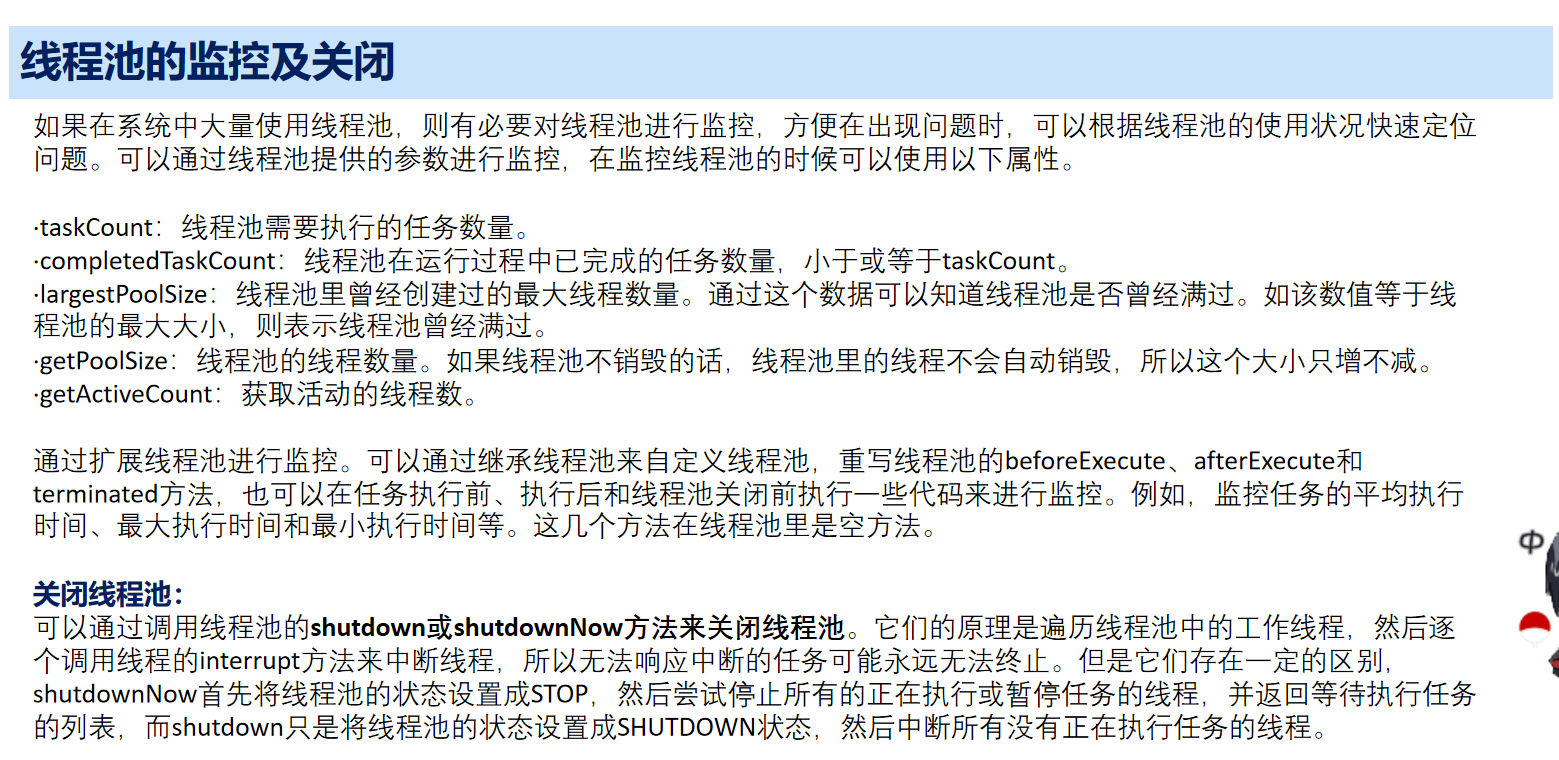 线程池的监控及关闭
如果在系统中大量使用线程池，则有必要对线程池进行监控，方便在出现问题时，可以根据线程池的使用状况快速定位
问题。可以通过线程池提供的参数进行监控，在监控线程池的时候可以使用以下属性。
·taskCount：线程池需要执行的任务数量。
·completedTaskCount：线程池在运行过程中已完成的任务数量，小于或等于taskCount。
·largestPoolSize：线程池里曾经创建过的最大线程数量。通过这个数据可以知道线程池是否曾经满过。如该数值等于线
程池的最大大小，则表示线程池曾经满过。
·getPoolSize：线程池的线程数量。如果线程池不销毁的话，线程池里的线程不会自动销毁，所以这个大小只增不减。
·getActiveCount：获取活动的线程数。
通过扩展线程池进行监控。可以通过继承线程池来自定义线程池，重写线程池的beforeExecute、afterExecute和
terminated方法，也可以在任务执行前、执行后和线程池关闭前执行一些代码来进行监控。例如，监控任务的平均执行
时间、最大执行时间和最小执行时间等。这几个方法在线程池里是空方法。
关闭线程池：
可以通过调用线程池的shutdown或shutdownNow方法来关闭线程池。它们的原理是遍历线程池中的工作线程，然后逐
个调用线程的interrupt方法来中断线程，所以无法响应中断的任务可能永远无法终止。但是它们存在一定的区别，
shutdownNow首先将线程池的状态设置成STOP，然后尝试停止所有的正在执行或暂停任务的线程，并返回等待执行任务
的列表，而shutdown只是将线程池的状态设置成SHUTDOWN状态，然后中断所有没有正在执行任务的线程。
中